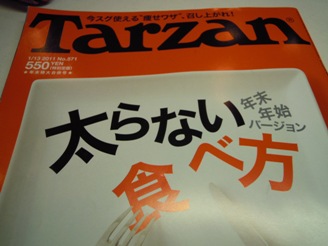 今スグ使える“痩せワザ”、召し上がれ!
Tarzan®
1/13・2011 No.571
550YEN
太らない
年末
年始
バージョン
食べ方